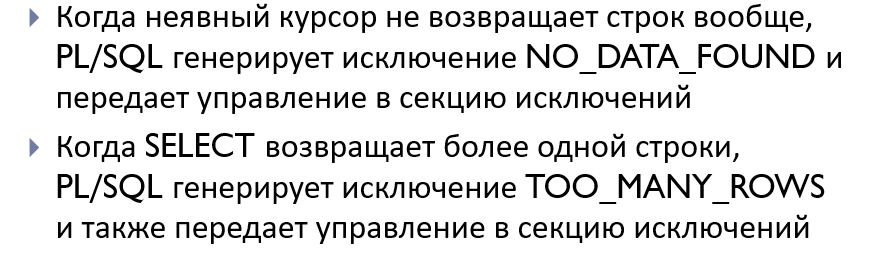 Когда неявный курсор не возвращает строк вообще,
PL/SQL генерирует исключение NO_DATA_FOUND и
передает управление в секцию исключений
Когда SELECT возвращает более одной строки,
PL/SQL генерирует исключение TOO_MANY_ROWS
и также передает управление в секцию исключений